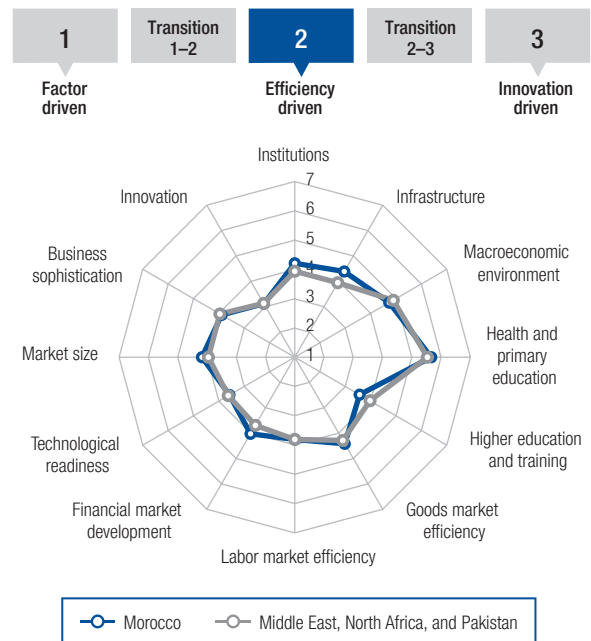 1
Transition
1–2
2
Transition
2–3
3
Factor
driven
Efficiency
driven
Innovation
driven
Institutions
Innovation
Infrastructure
Business
sophistication
Macroeconomic
environment
Market size
Health and
primary
education
Technological
readiness
Higher education
and training
Financial market
development
Goods market
efficiency
Labor market efficiency
7
6
5
4
3
2
1
Morocco
Middle East, North Africa, and Pakistan